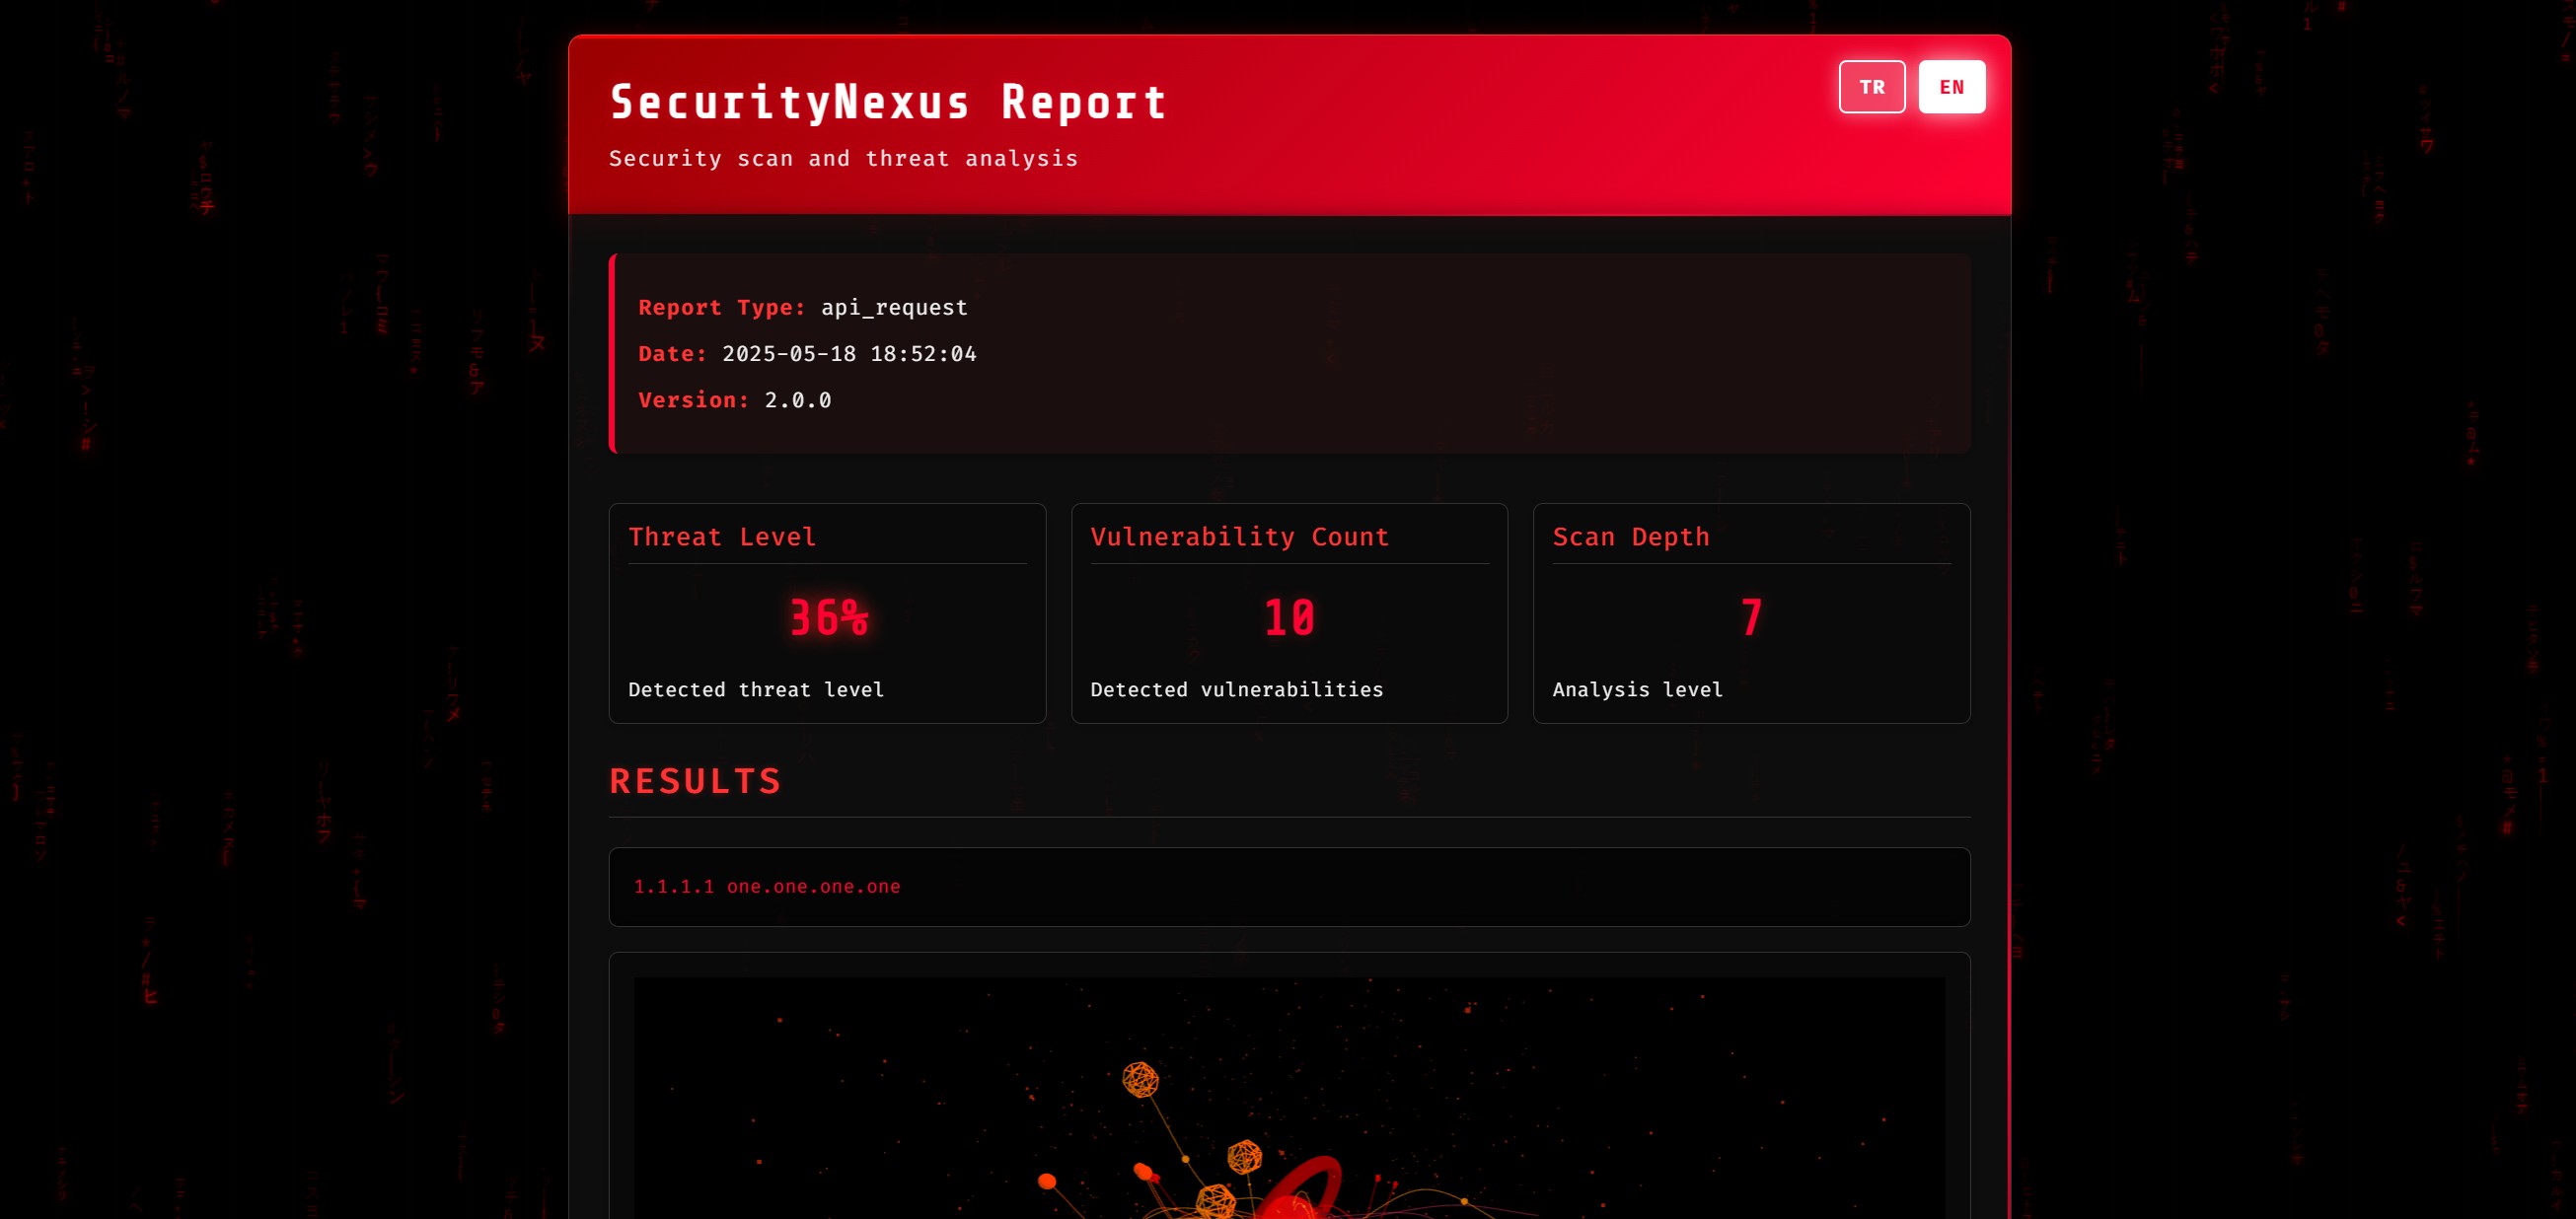 SecurityNexus Report
TR
EN
Security scan and threat analysis
Report Type: api_request
Date: 2025-05-18 18:52:04
Version: 2.0.0
Threat Level
36%
Detected threat level
Vulnerability Count
10
Detected vulnerabilities
Scan Depth
7
Analysis level
RESULTS
1.1.1.1 one.one.one.one